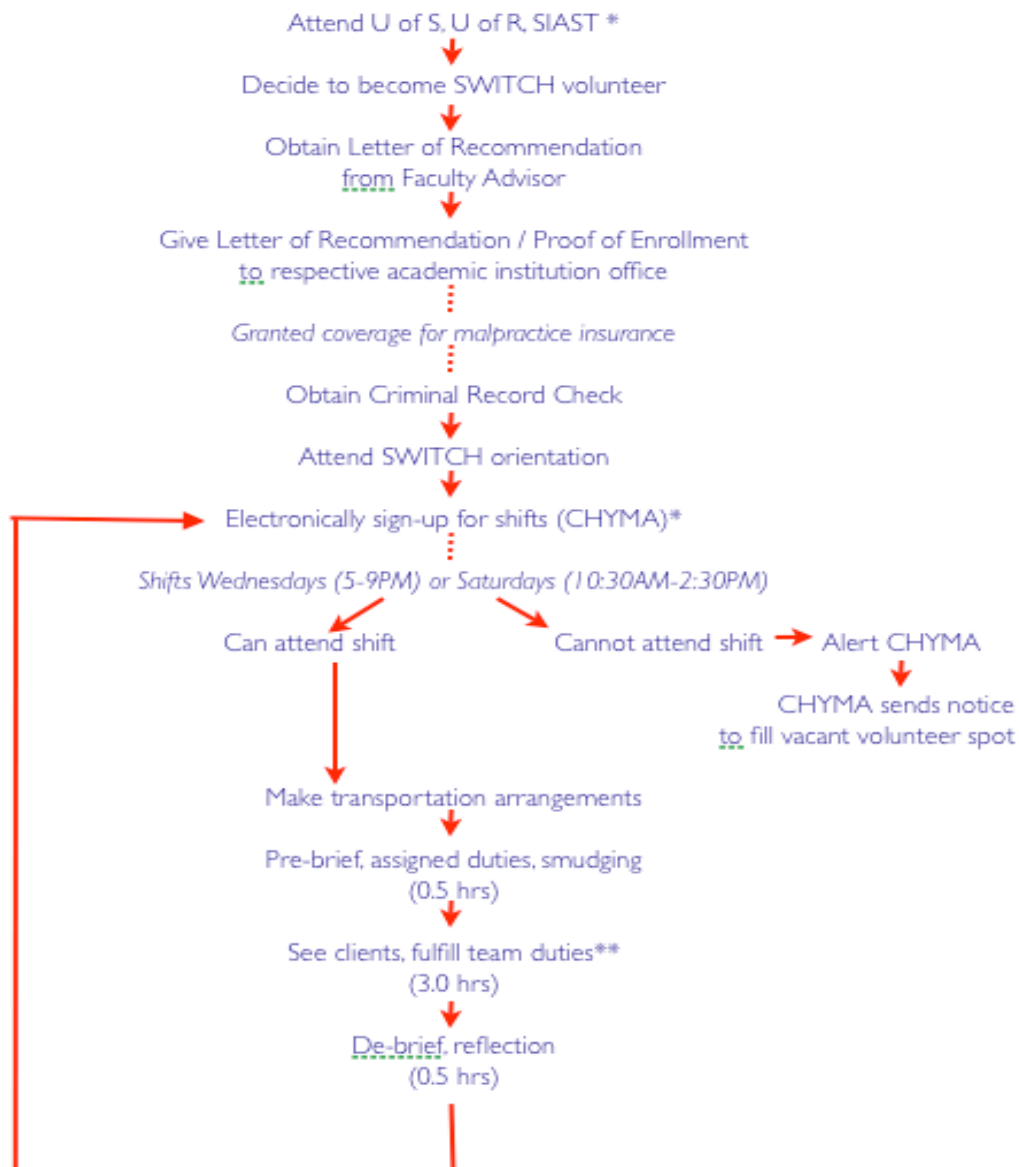 Attend U of S, U of R, SIAST *
Decide to become SWITCH volunteer
Obtain Letter of Recommendation
from Faculty Advisor
Give Letter of Recommendation / Proof of Enrollment
to respective academic institution office
Granted coverage for malpractice insurance
Obtain Criminal Record Check
Attend SWITCH orientation
Electronically sign-up for shifts (CHYMA)*
Shifts Wednesdays (5-9PM) or Saturdays (10:30AM-2:30PM)
Can attend shift
Cannot attend shift
Alert CHYMA
CHYMA sends notice
to fill vacant volunteer spot
Make transportation arrangements
Pre-brief, assigned duties, smudging
(0.5 hrs)
See clients, fulfill team duties**
(3.0 hrs)
De-brief, reflection
(0.5 hrs)